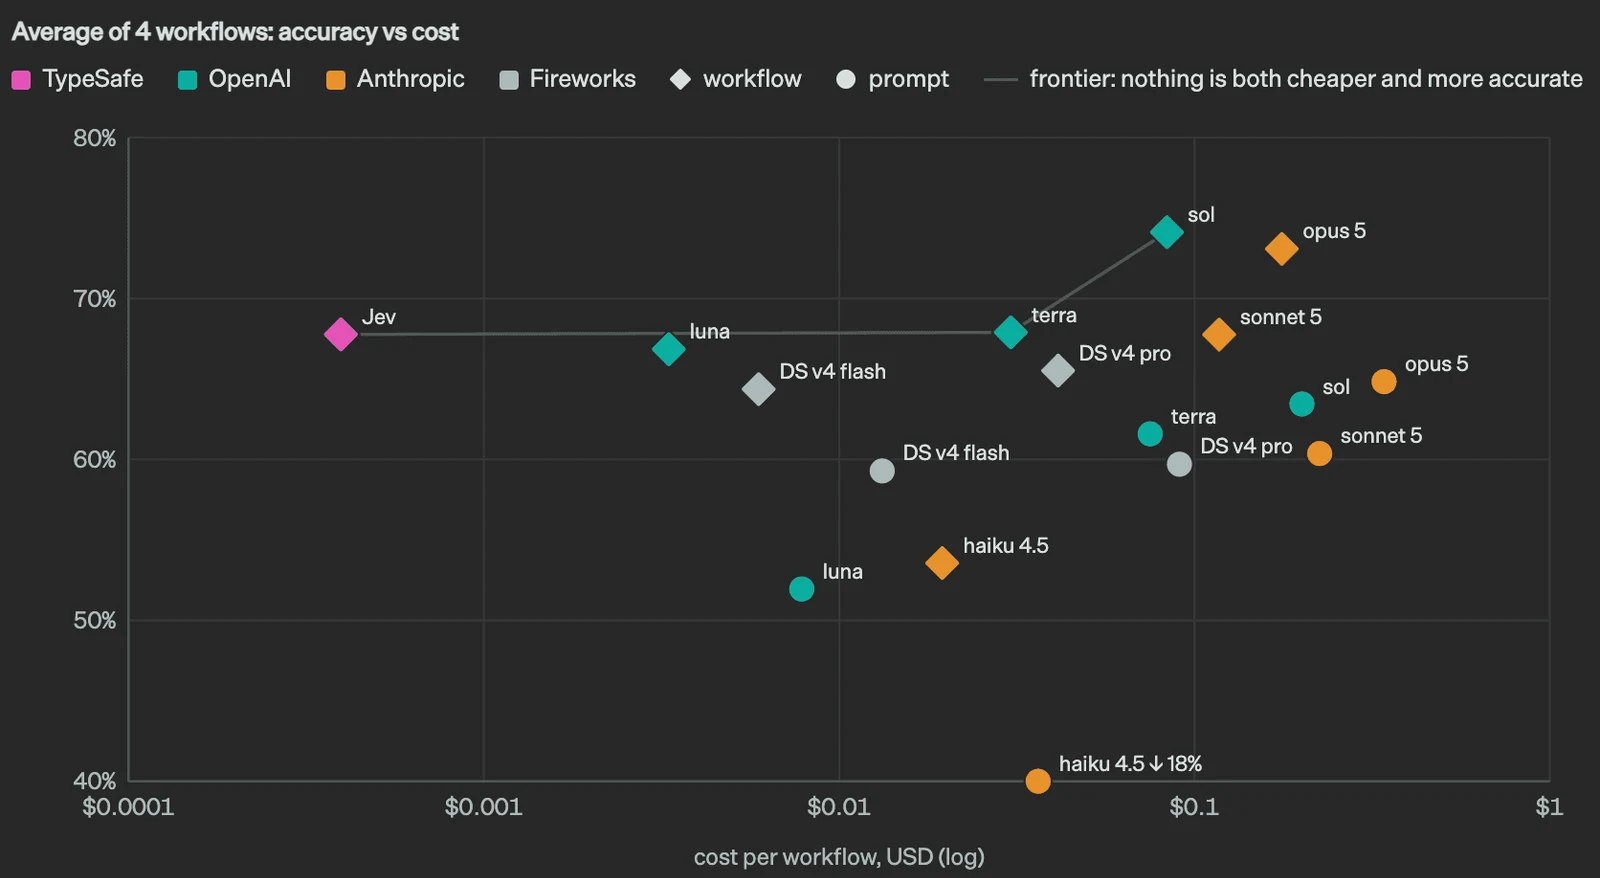 Average of 4 workflows: accuracy vs cost
TypeSafe OpenAI Anthropic Fireworks workflow prompt frontier: nothing is both cheaper and more accurate
80%
sol
opus 5
70%
Jev
luna
terra
sonnet 5
DS v4 flash
DS v4 pro
opus 5
sol
terra
sonnet 5
DS v4 pro
DS v4 flash
60%
haiku 4.5
luna
50%
haiku 4.5 ↓ 18%
40%
$0.0001 $0.001 $0.01 $0.1 $1
cost per workflow, USD (log)